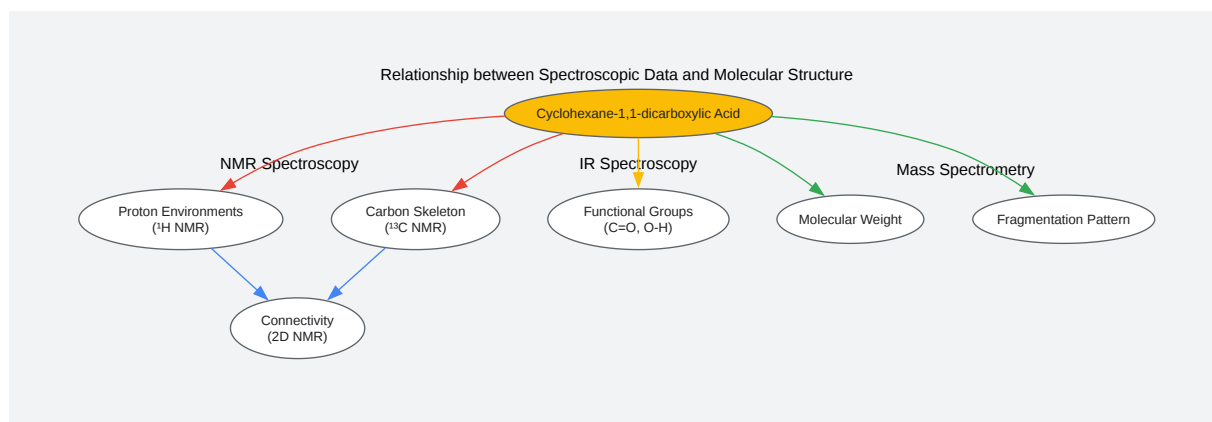 Relationship between Spectroscopic Data and Molecular Structure
Cyclohexane-1,1-dicarboxylic Acid
NMR Spectroscopy
IR Spectroscopy
Mass Spectrometry
Proton Environments
(¹H NMR)
Carbon Skeleton
(¹³C NMR)
Functional Groups
(C=O, O-H)
Molecular Weight
Fragmentation Pattern
Connectivity
(2D NMR)